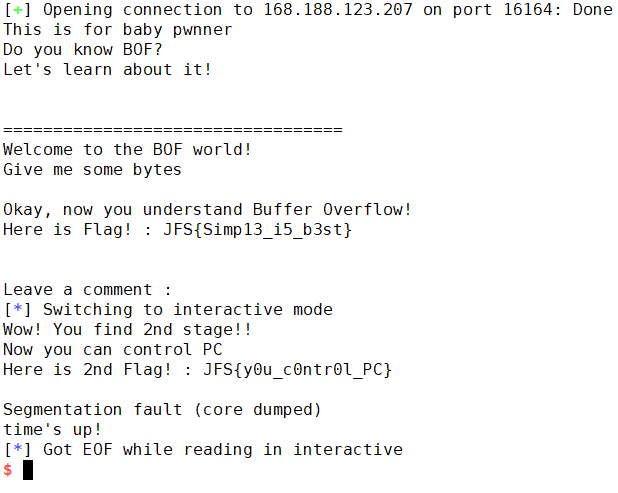 [+] Opening connection to 168.188.123.207 on port 16164: Done
This is for baby pwnner
Do you know BOF?
Let's learn about it!
==================================
Welcome to the BOF world!
Give me some bytes
Okay, now you understand Buffer Overflow!
Here is Flag! : JFS{Simp13_i5_b3st}
Leave a comment :
[*] Switching to interactive mode
Wow! You find 2nd stage!!
Now you can control PC
Here is 2nd Flag! : JFS{y0u_c0ntr0l_PC}
Segmentation fault (core dumped)
time's up!
[*] Got EOF while reading in interactive
$